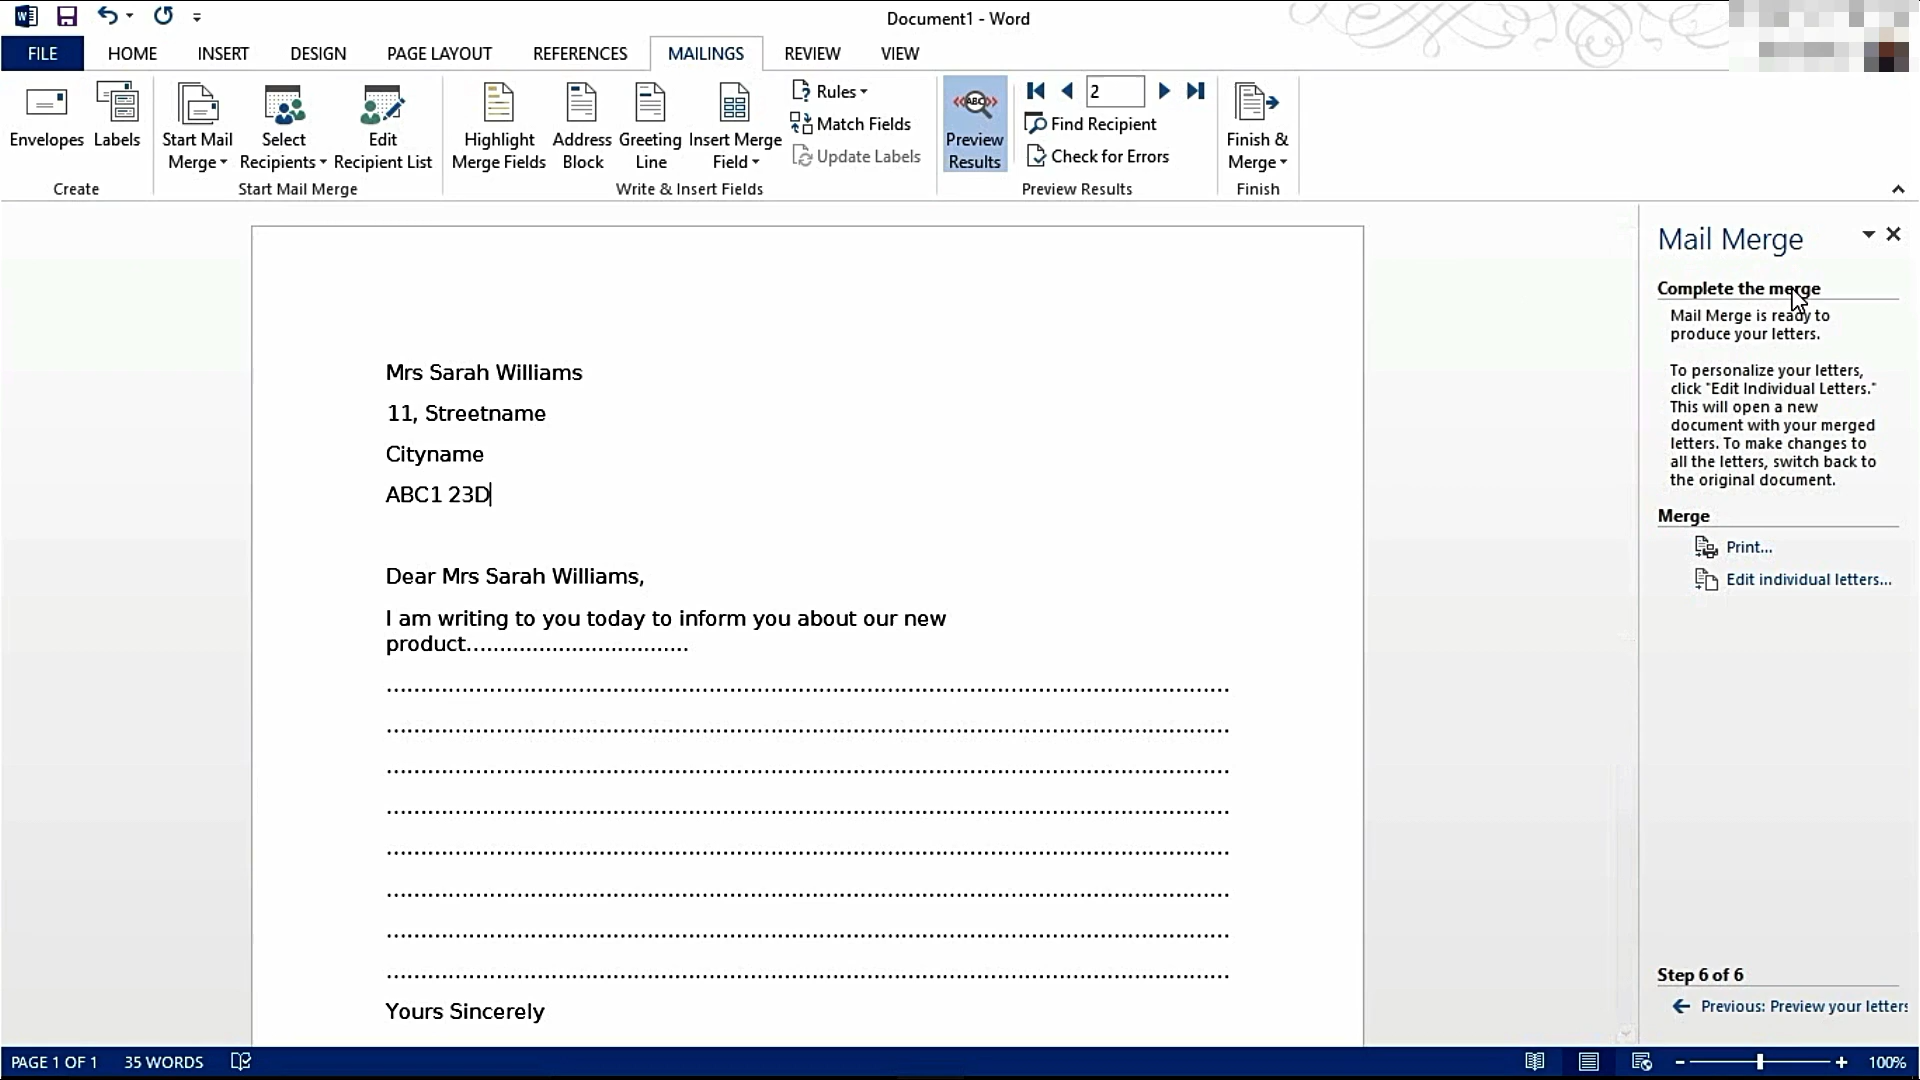 Document1 - Word
FILE HOME INSERT DESIGN PAGE LAYOUT REFERENCES MAILINGS REVIEW VIEW
Envelopes
Labels
Create
Start Mail
Merge
Select
Recipients
Edit
Recipient List
Start Mail Merge
Highlight
Merge Fields
Address
Block
Greeting
Line
Insert Merge
Field
Rules
Match Fields
Update Labels
Write & Insert Fields
«ABC»
Preview
Results
2
Find Recipient
Check for Errors
Preview Results
Finish &
Merge
Finish
Mrs Sarah Williams
11, Streetname
Cityname
ABC1 23D
Dear Mrs Sarah Williams,
I am writing to you today to inform you about our new
product..................................
................................................................................................................................
................................................................................................................................
................................................................................................................................
................................................................................................................................
................................................................................................................................
................................................................................................................................
................................................................................................................................
................................................................................................................................
Yours Sincerely
Mail Merge
Complete the merge
Mail Merge is ready to
produce your letters.
To personalize your letters,
click "Edit Individual Letters."
This will open a new
document with your merged
letters. To make changes to
all the letters, switch back to
the original document.
Merge
Print...
Edit individual letters...
Step 6 of 6
Previous: Preview your letters
PAGE 1 OF 1 35 WORDS 100%